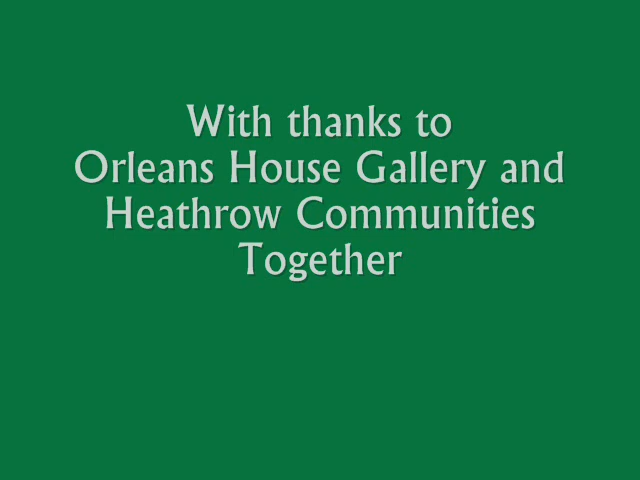 With thanks to
Orleans House Gallery and
Heathrow Communities
Together